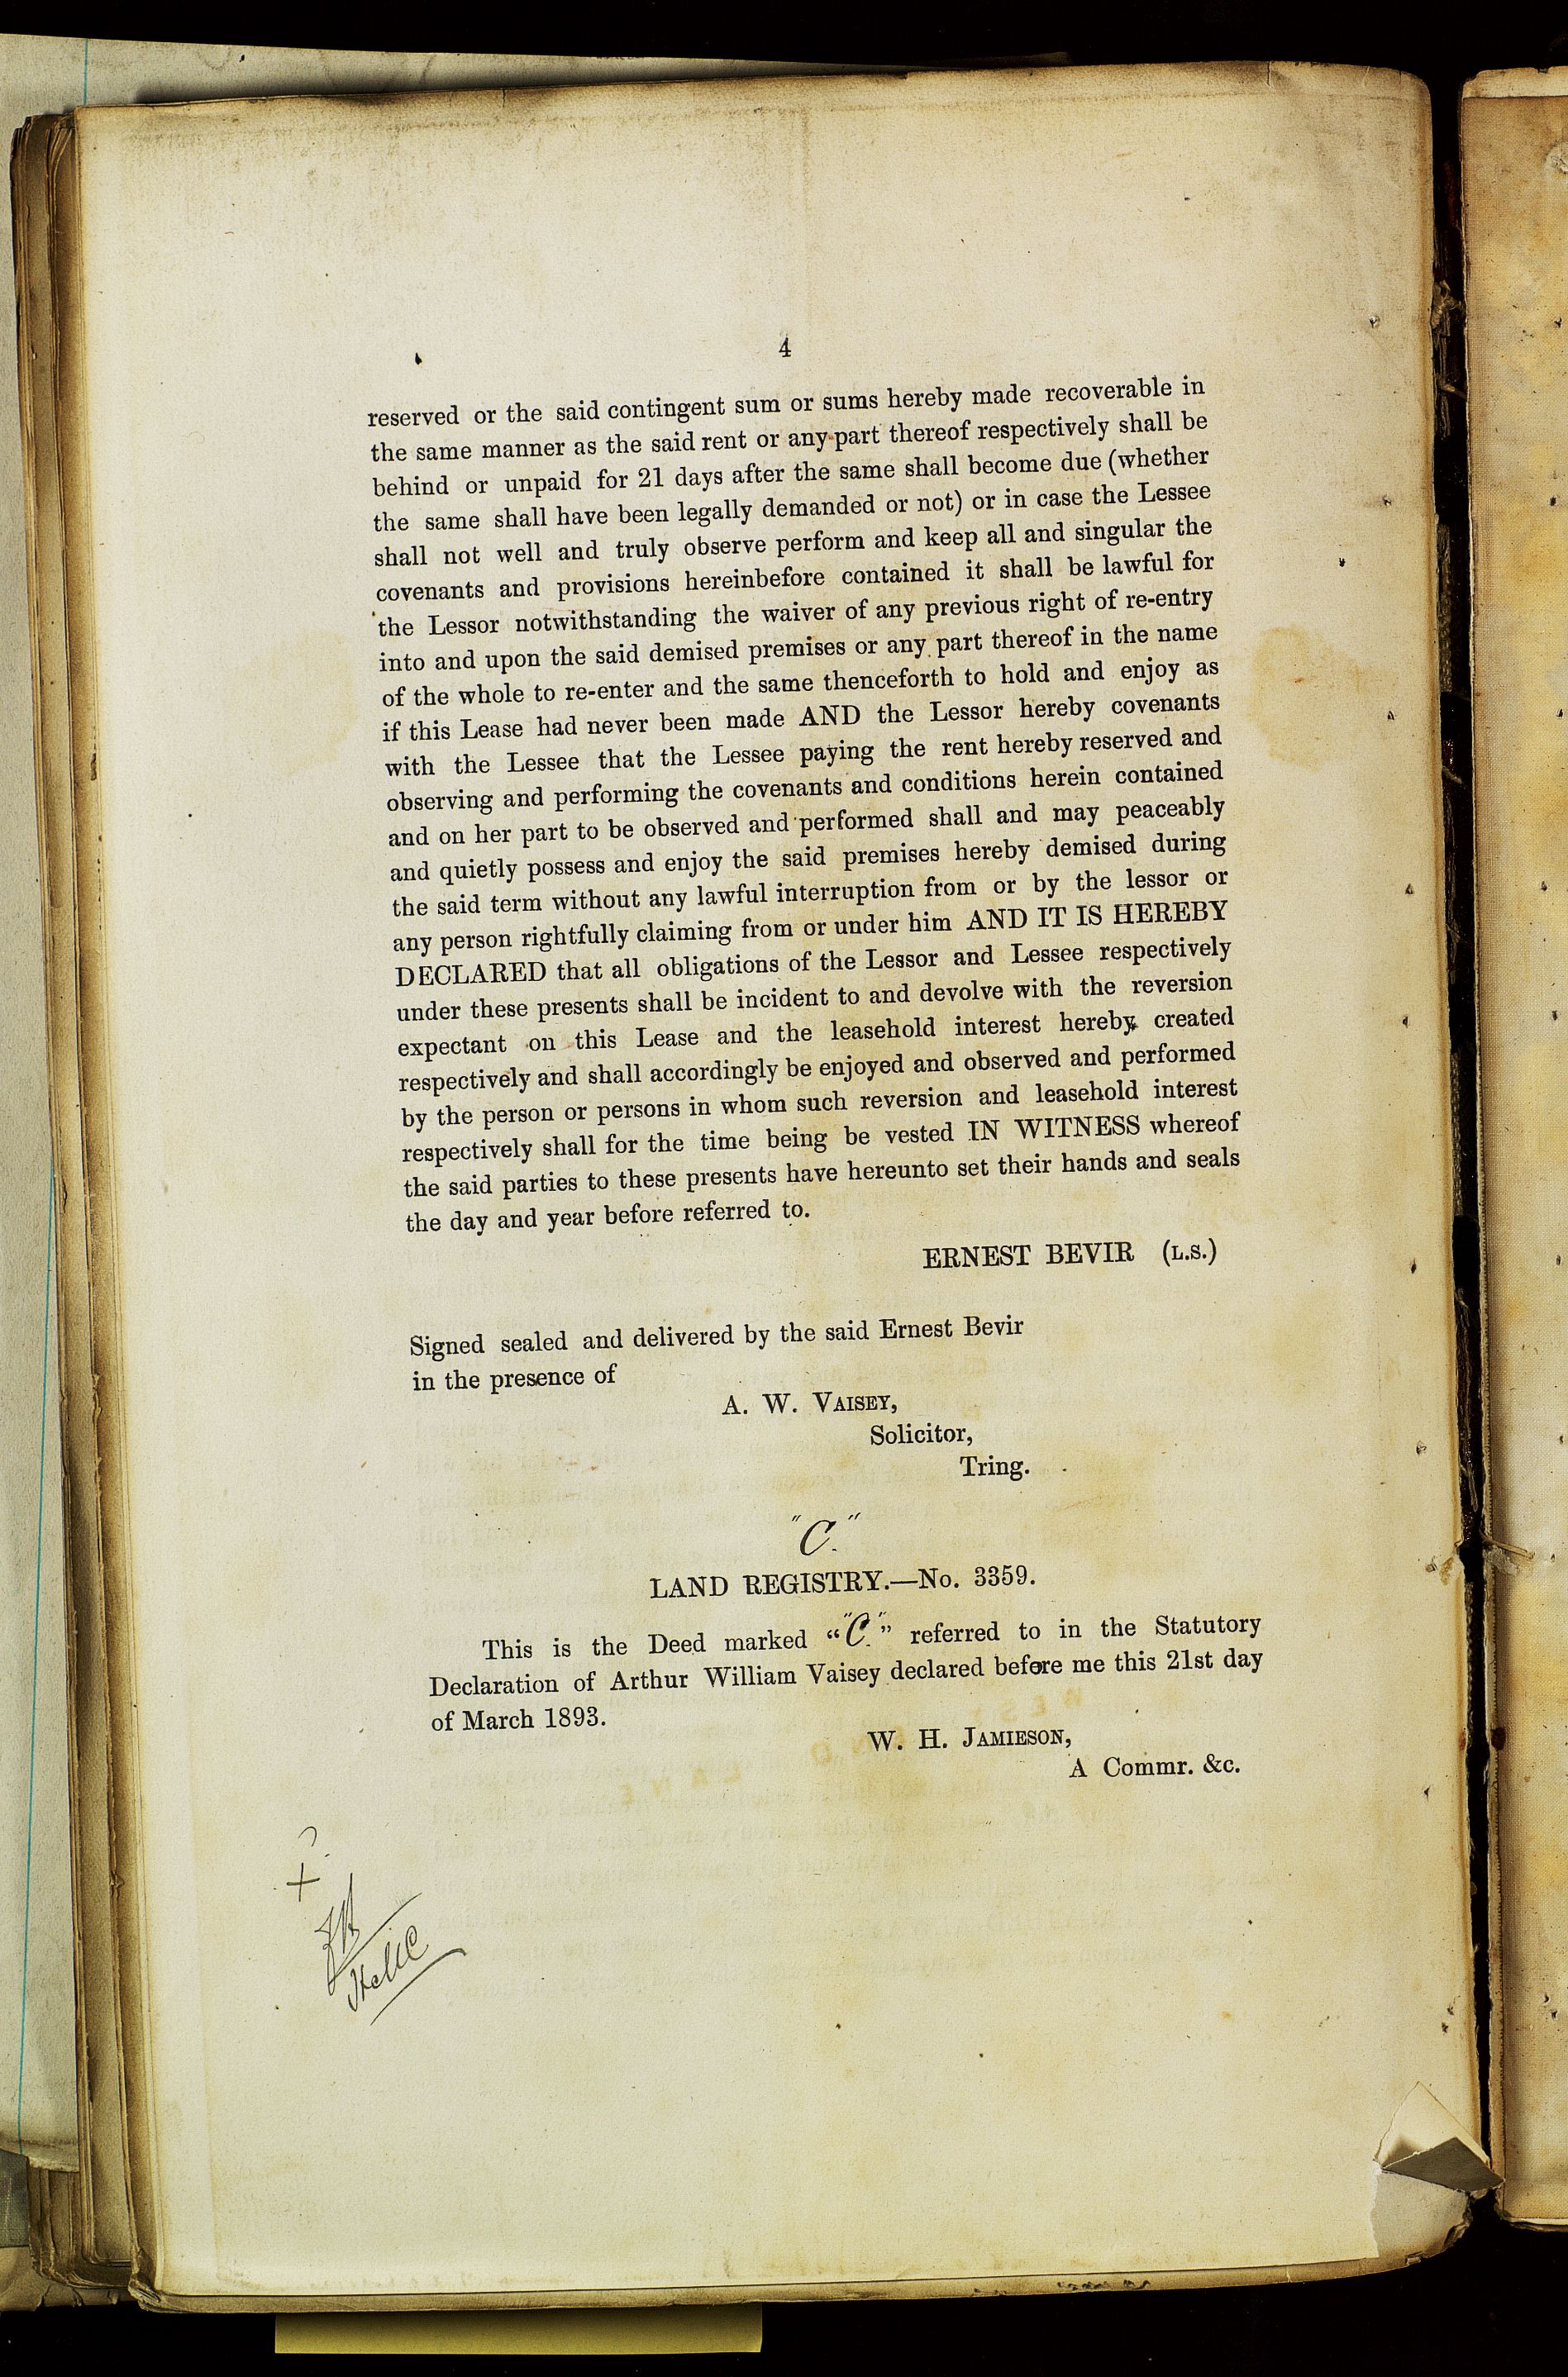 4
reserved or the said contingent sum or sums hereby made recoverable in
the same manner as the said rent or any part thereof respectively shall be
behind or unpaid for 21 days after the same shall become due (whether
the same shall have been legally demanded or not) or in case the Lessee
shall not well and truly observe perform and keep all and singular the
covenants and provisions hereinbefore contained it shall be lawful for
the Lessor notwithstanding the waiver of any previous right of re-entry
into and upon the said demised premises or any part thereof in the name
of the whole to re-enter and the same thenceforth to hold and enjoy as
if this Lease had never been made AND the Lessor hereby covenants
with the Lessee that the Lessee paying the rent hereby reserved and
observing and performing the covenants and conditions herein contained
and on her part to be observed and performed shall and may peaceably
and quietly possess and enjoy the said premises hereby demised during
the said term without any lawful interruption from or by the lessor or
any person rightfully claiming from or under him AND IT IS HEREBY
DECLARED that all obligations of the Lessor and Lessee respectively
under these presents shall be incident to and devolve with the reversion
expectant on this Lease and the leasehold interest hereby created
respectively and shall accordingly be enjoyed and observed and performed
by the person or persons in whom such reversion and leasehold interest
respectively shall for the time being be vested IN WITNESS whereof
the said parties to these presents have hereunto set their hands and seals
the day and year before referred to.
ERNEST BEVIR (L.S.)
Signed sealed and delivered by the said Ernest Bevir
in the presence of
A. W. VAISEY,
Solicitor,
Tring.
"C."
LAND REGISTRY.—No. 3359.
This is the Deed marked "“C.”" referred to in the Statutory
Declaration of Arthur William Vaisey declared before me this 21st day
of March 1893.
W. H. JAMIESON,
A Commr. &c.